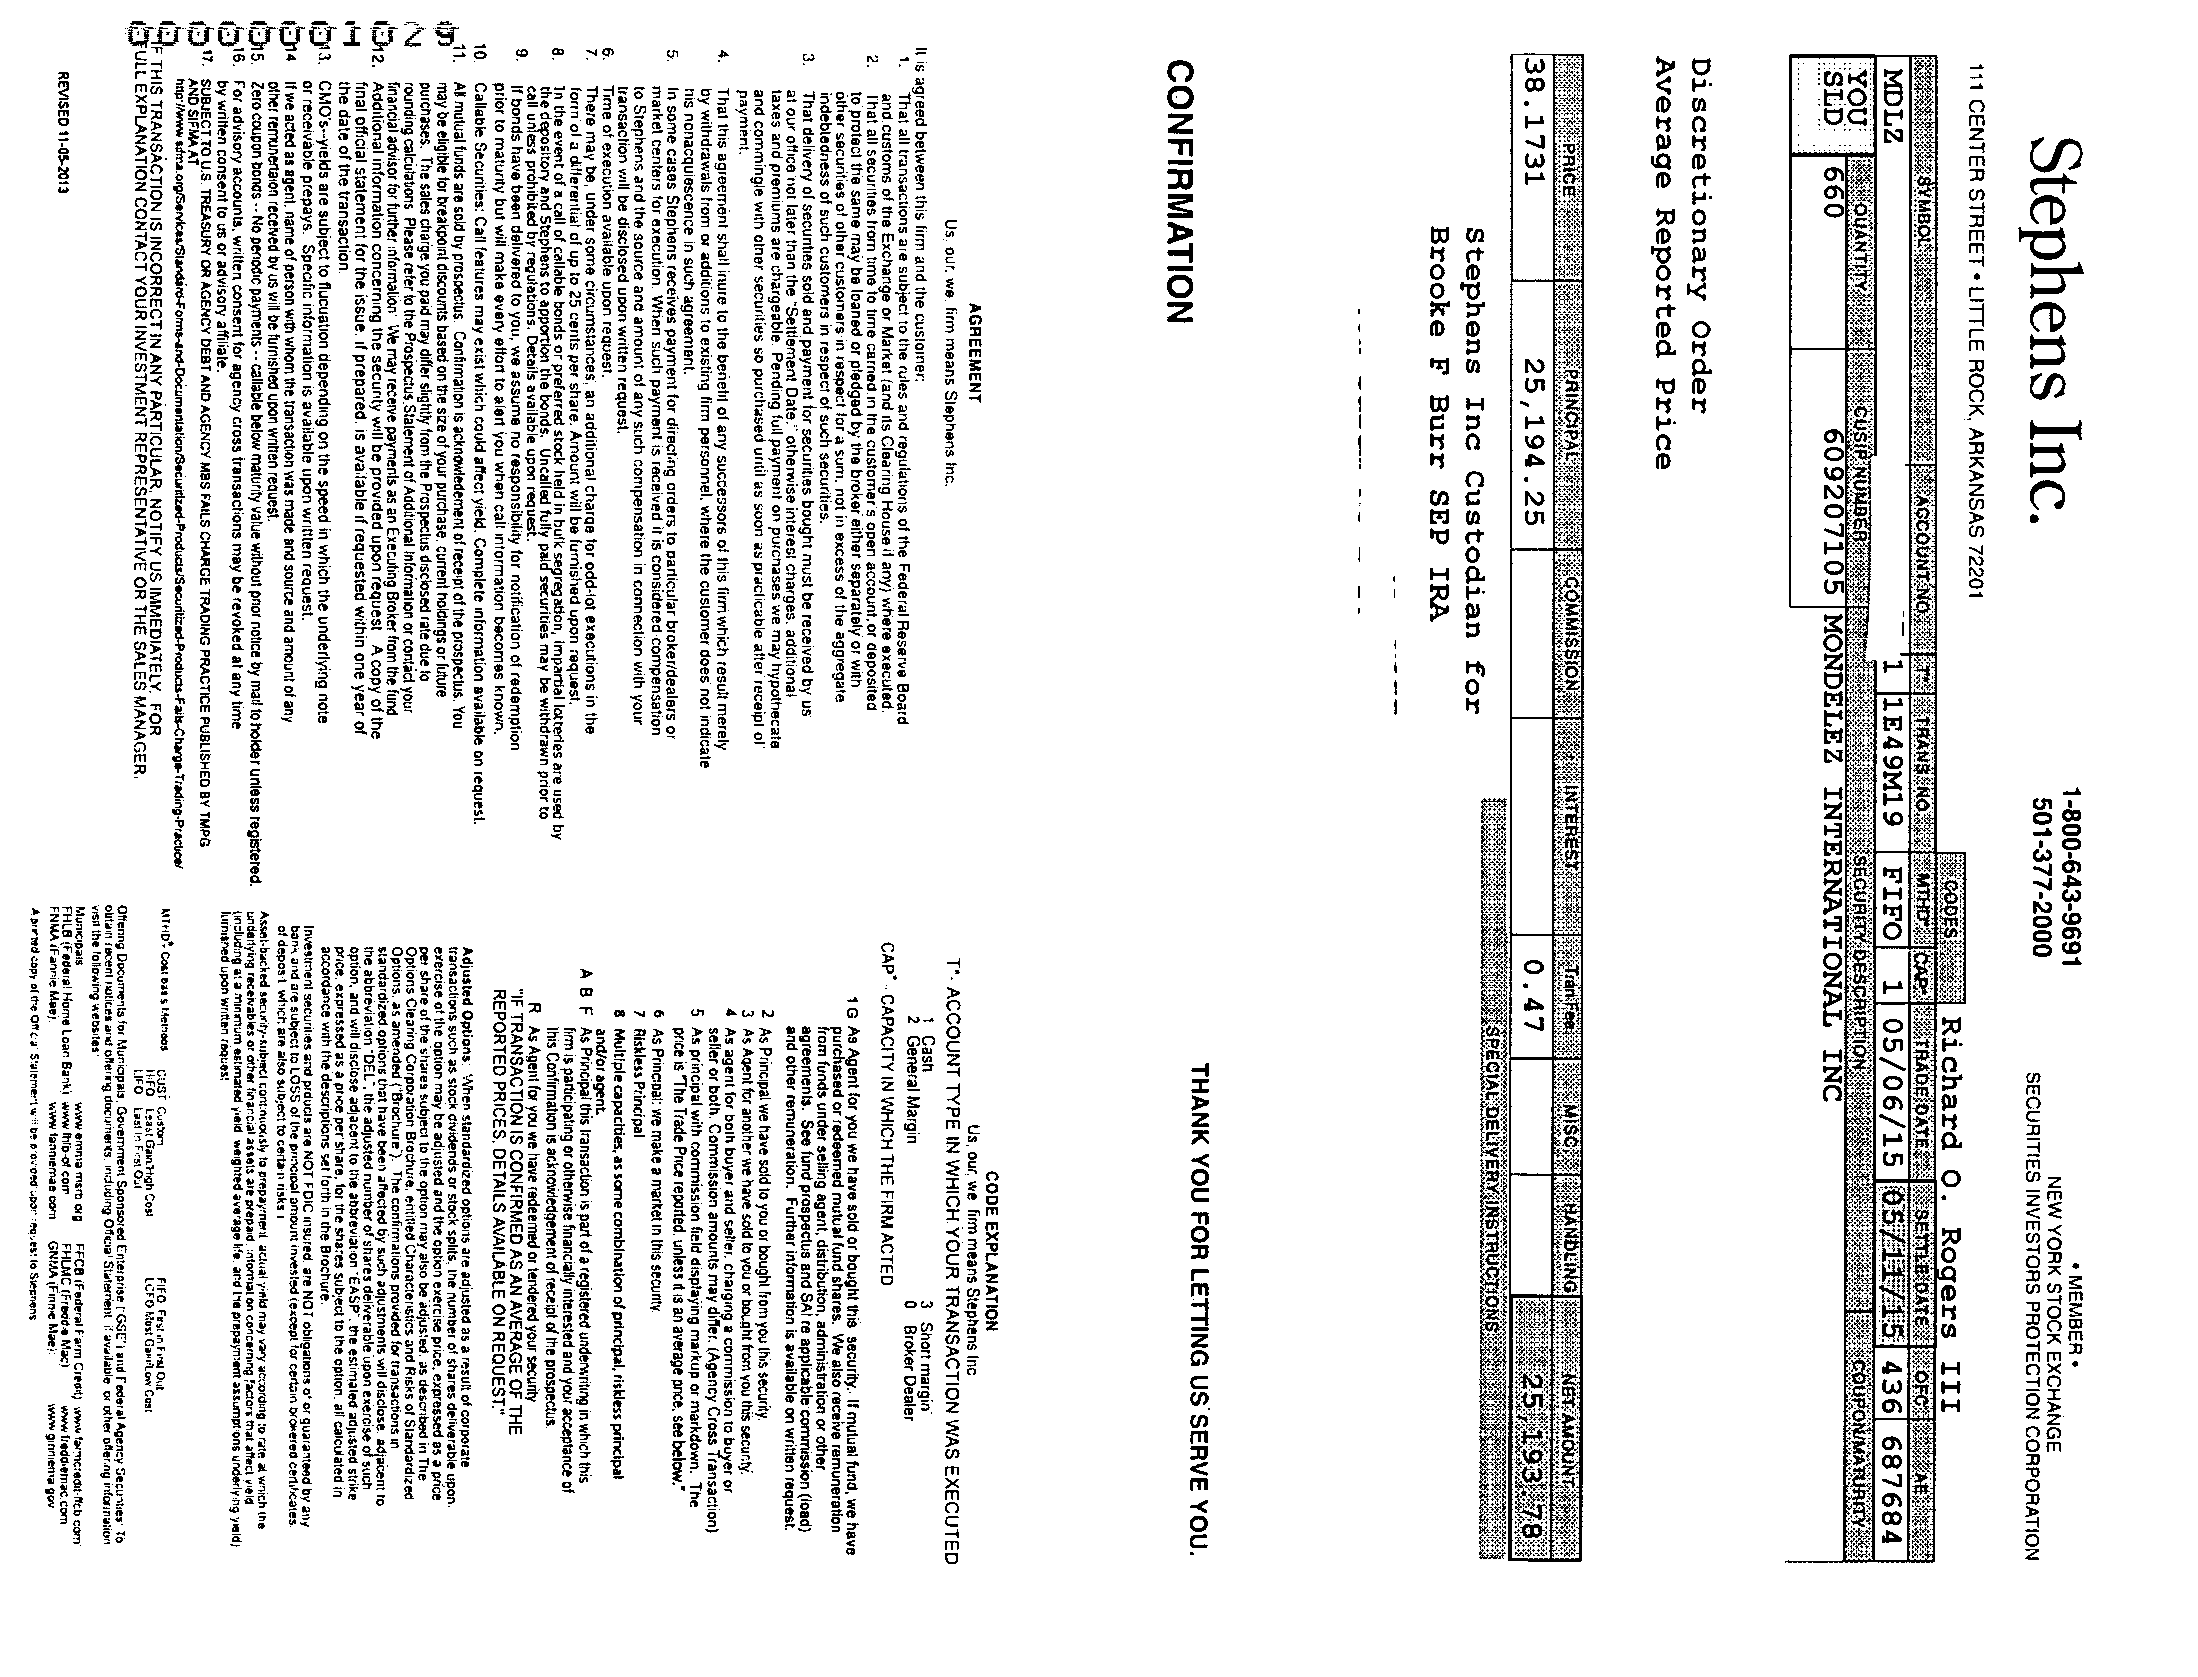 Stephens Inc.
111 CENTER STREET • LITTLE ROCK, ARKANSAS 72201
1-800-643-9691
501-377-2000
• MEMBER •
NEW YORK STOCK EXCHANGE
SECURITIES INVESTORS PROTECTION CORPORATION
CODES
Richard O. Rogers III
SYMBOL ACCOUNT NO. T* TRANS NO. MTHD* CAP* TRADE DATE SETTLE DATE OFC. AE
MDLZ 1 1E49M19 FIFO 1 05/06/15 05/11/15 436 687684
YOU SLD
QUANTITY CUSIP NUMBER SECURITY DESCRIPTION COUPON/MATURITY
660 609207105 MONDELEZ INTERNATIONAL INC
Discretionary Order
Average Reported Price
PRICE PRINCIPAL COMMISSION INTEREST Tran Fee MISC. HANDLING NET AMOUNT
38.1731 25,194.25 0.47 25,193.78
SPECIAL DELIVERY INSTRUCTIONS
Stephens Inc Custodian for
Brooke F Burr SEP IRA
CONFIRMATION
THANK YOU FOR LETTING US SERVE YOU.
AGREEMENT
Us, our, we, firm means Stephens Inc.
It is agreed between this firm and the customer:
1. That all transactions are subject to the rules and regulations of the Federal Reserve Board
and customs of the Exchange or Market (and its Clearing House if any) where executed.
2. That all securities from time to time carried in the customer's open account, or deposited
to protect the same may be loaned or pledged by the broker either separately or with
other securities of other customers in respect for a sum, not in excess of the aggregate
indebtedness of such customers in respect of such securities.
3. That delivery of securities sold and payment for securities bought must be received by us
at our office not later than the "Settlement Date;" otherwise interest charges, additional
taxes and premiums are chargeable. Pending full payment on purchases we may hypothecate
and commingle with other securities so purchased until as soon as practicable after receipt of
payment.
4. That this agreement shall inure to the benefit of any successors of this firm which result merely
by withdrawals from or additions to existing firm personnel, where the customer does not indicate
his nonacquiescence in such agreement.
5. In some cases Stephens receives payment for directing orders to particular broker/dealers or
market centers for execution. When such payment is received it is considered compensation
to Stephens and the source and amount of any such compensation in connection with your
transaction will be disclosed upon written request.
6. Time of execution available upon request.
7. There may be, under some circumstances, an additional charge for odd-lot executions in the
form of a differential of up to 25 cents per share. Amount will be furnished upon request.
8. In the event of a call of callable bonds or preferred stock held in bulk segregation, impartial lotteries are used by
the depository and Stephens to apportion the bonds. Uncalled fully paid securities may be withdrawn prior to
call unless prohibited by regulations. Details available upon request.
9. If bonds have been delivered to you, we assume no responsibility for notification of redemption
prior to maturity but will make every effort to alert you when call information becomes known.
10. Callable Securities: Call features may exist which could affect yield. Complete information available on request.
11. All mutual funds are sold by prospectus. Confirmation is acknowledement of receipt of the prospectus. You
may be eligible for breakpoint discounts based on the size of your purchase, current holdings or future
purchases. The sales charge you paid may differ slightly from the Prospectus disclosed rate due to
rounding calculations. Please refer to the Prospectus, Statement of Additional Information or contact your
financial advisor for further information. We may receive payments as an Executing Broker from the fund
12. Additional information concerning the security will be provided upon request. A copy of the
final official statement for the issue, if prepared, is available if requested within one year of
the date of the transaction.
13. CMO's--yields are subject to fluctuation depending on the speed in which the underlying note
or receivable prepays. Specific information is available upon written request.
14. If we acted as agent, name of person with whom the transaction was made and source and amount of any
other remuneration received by us will be furnished upon written request.
15. Zero coupon bonds -- No periodic payments -- callable below maturity value without prior notice by mail to holder unless registered.
16. For advisory accounts, written consent for agency cross transactions may be revoked at any time
by written consent to us or advisory affiliate.
17. SUBJECT TO U.S. TREASURY OR AGENCY DEBT AND AGENCY MBS FAILS CHARGE TRADING PRACTICE PUBLISHED BY TMPG
AND SIFMA AT
http://www.sifma.org/Services/Standard-Forms-and-Documentation/Securitized-Products/Securitized-Products-Fails-Charge-Trading-Practice/
IF THIS TRANSACTION IS INCORRECT IN ANY PARTICULAR, NOTIFY US IMMEDIATELY. FOR
FULL EXPLANATION CONTACT YOUR INVESTMENT REPRESENTATIVE OR THE SALES MANAGER.
REVISED 11-05-2013
CODE EXPLANATION
Us, our, we, firm means Stephens Inc
T*- ACCOUNT TYPE IN WHICH YOUR TRANSACTION WAS EXECUTED
1 Cash 3 Short margin
2 General Margin 0 Broker Dealer
CAP* - CAPACITY IN WHICH THE FIRM ACTED
1G As Agent for you we have sold or bought this security. If mutual fund, we have
purchased or redeemed mutual fund shares. We also receive remuneration
from funds under selling agent, distribution, administration or other
agreements. See fund prospectus and SAI re applicable commission (load)
and other remuneration. Further information is available on written request.
2 As Principal we have sold to you or bought from you this security.
3 As Agent for another we have sold to you or bought from you this security.
4 As agent for both buyer and seller, charging a commission to buyer or
seller or both. Commission amounts may differ. (Agency Cross Transaction)
5 As principal with commission field displaying markup or markdown. The
price is "The Trade Price reported, unless it is an average price, see below."
6 As Principal: we make a market in this security
7 Riskless Principal
8 Multiple capacities, as some combination of principal, riskless principal
and/or agent.
A B F As Principal this transaction is part of a registered underwriting in which this
firm is participating or otherwise financially interested and your acceptance of
this Confirmation is acknowledgement of receipt of the prospectus.
R As Agent for you we have redeemed or tendered your security
"IF TRANSACTION IS CONFIRMED AS AN AVERAGE OF THE
REPORTED PRICES, DETAILS AVAILABLE ON REQUEST."
Adjusted Options: When standardized options are adjusted as a result of corporate
transactions such as stock dividends or stock splits, the number of shares deliverable upon
exercise of the option may be adjusted and the option exercise price, expressed as a price
per share of the shares subject to the option may also be adjusted, as described in The
Options Clearing Corporation Brochure, entitled Characteristics and Risks of Standardized
Options, as amended ("Brochure"). The confirmations provided for transactions in
standardized options that have been affected by such adjustments will disclose, adjacent to
the abbreviation "DEL", the adjusted number of shares deliverable upon exercise of such
option, and will disclose adjacent to the abbreviation "EASP", the estimated adjusted strike
price, expressed as a price per share, for the shares subject to the option, all calculated in
accordance with the descriptions set forth in the Brochure.
Investment securities and products are NOT FDIC insured, are NOT obligations of or guaranteed by any
bank and are subject to LOSS of the principal amount invested (except for certain brokered certificates
of deposit which are also subject to certain risks.)
Asset-backed security-subject continuously to prepayment, actual yield may vary according to rate at which the
underlying receivables or other financial assets are prepaid, information concerning factors that affect yield
(including at a minimum estimated yield, weighted average life, and the prepayment assumptions underlying yield)
furnished upon written request
MTHD* Cost basis Methods CUST Custom FIFO First in First Out
HIFO Least Gain/High Cost LCFO Most Gain/Low Cost
LIFO Last In First Out
Offering Documents for Municipals, Government Sponsored Enterprise ("GSE") and Federal Agency Securities: To
obtain recent notices and offering documents, including Official Statement, if available, or other offering information
visit the following websites
Municipals www.emma.msrb.org FFCB (Federal Farm Credit) www.farmcredit-ffcb.com
FHLB (Federal Home Loan Bank) www.fhlb-of.com FHLMC (Freddie Mac) www.freddiemac.com
FNMA (Fannie Mae) www.fanniemae.com GNMA (Ginnie Mae) www.ginniemae.gov
A printed copy of the Official Statement will be provided upon request to Stephens